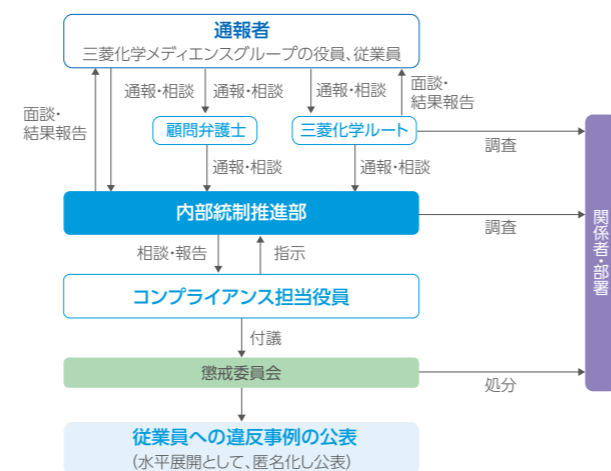 通報者
三菱化学メディエンスグループの役員、従業員
面談・
結果報告
通報・相談
通報・相談
通報・相談
面談・
結果報告
顧問弁護士
三菱化学ルート
調査
通報・相談
通報・相談
内部統制推進部
調査
関係者・部署
相談・報告
指示
コンプライアンス担当役員
付議
懲戒委員会
処分
従業員への違反事例の公表
(水平展開として、匿名化し公表)